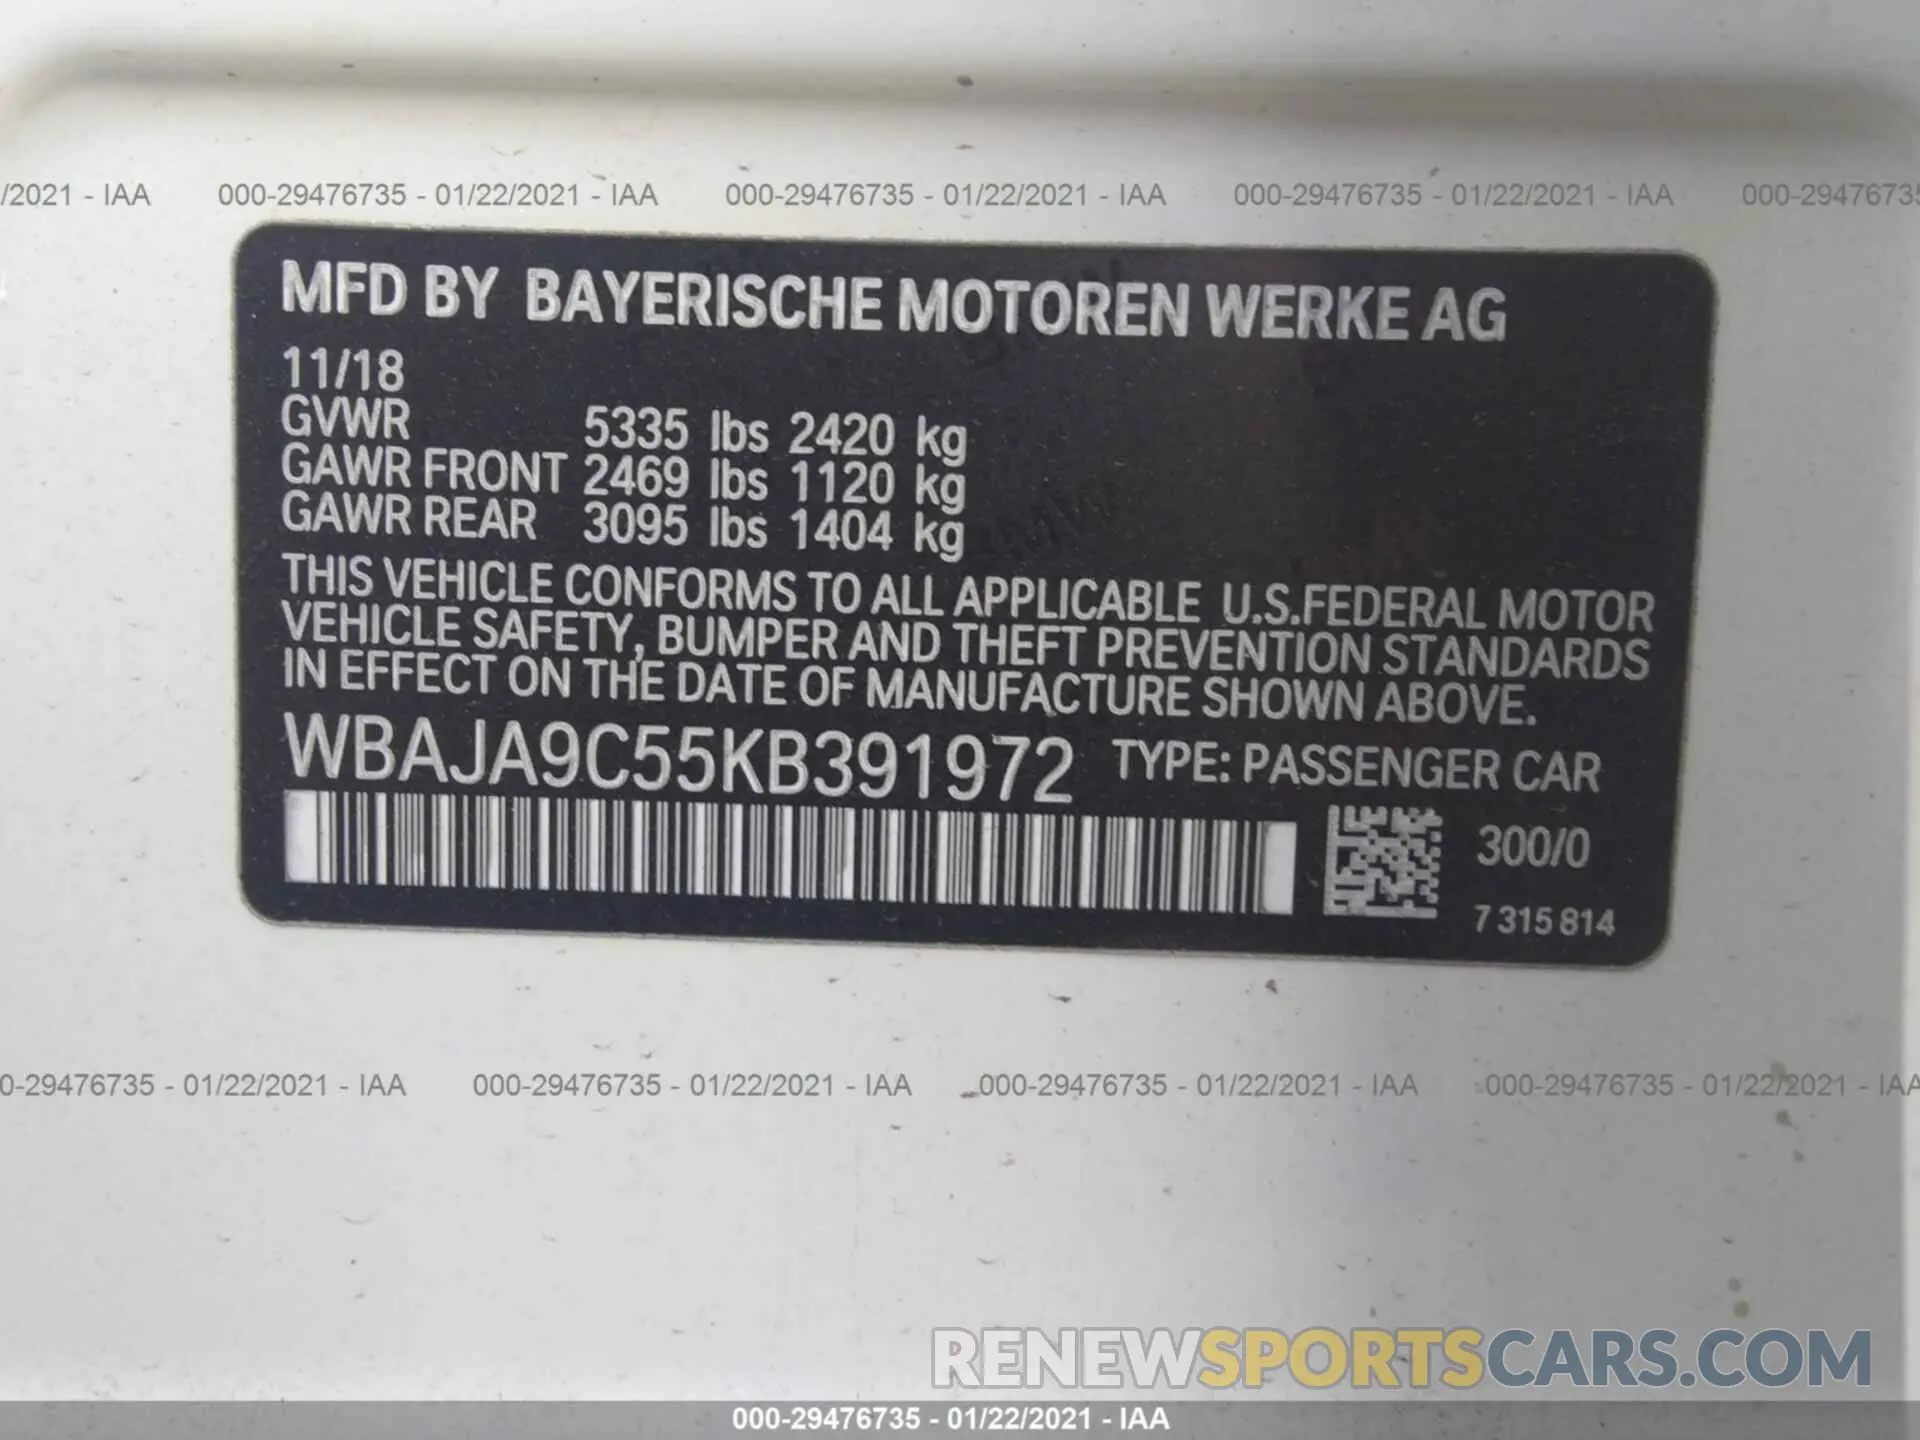 /2021 - IAA 000-29476735 - 01/22/2021 - IAA 000-29476735 - 01/22/2021 - IAA 000-29476735 - 01/22/2021 - IAA 000-2947673
MFD BY BAYERISCHE MOTOREN WERKE AG
11/18
GVWR 5335 lbs 2420 kg
GAWR FRONT 2469 lbs 1120 kg
GAWR REAR 3095 lbs 1404 kg
THIS VEHICLE CONFORMS TO ALL APPLICABLE U.S.FEDERAL MOTOR
VEHICLE SAFETY, BUMPER AND THEFT PREVENTION STANDARDS
IN EFFECT ON THE DATE OF MANUFACTURE SHOWN ABOVE.
WBAJA9C55KB391972 TYPE: PASSENGER CAR
300/0
7 315 814
0-29476735 - 01/22/2021 - IAA 000-29476735 - 01/22/2021 - IAA 000-29476735 - 01/22/2021 - IAA 000-29476735 - 01/22/2021 - IAA
RENEWSPORTSCARS.COM
000-29476735 - 01/22/2021 - IAA